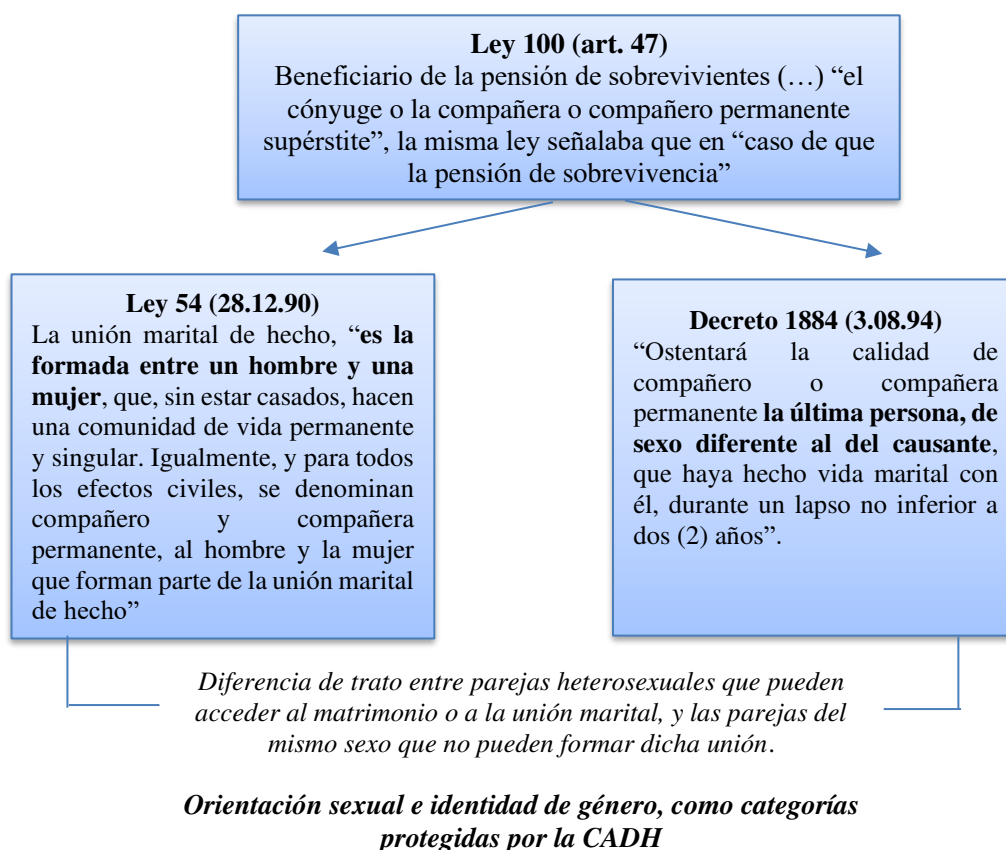 Ley 100 (art. 47)
Beneficiario de la pensión de sobrevivientes (…) “el
cónyuge o la compañera o compañero permanente
supérstite”, la misma ley señalaba que en “caso de que
la pensión de sobrevivencia”
Ley 54 (28.12.90)
La unión marital de hecho, “es la
formada entre un hombre y una
mujer, que, sin estar casados, hacen
una comunidad de vida permanente
y singular. Igualmente, y para todos
los efectos civiles, se denominan
compañero y compañera
permanente, al hombre y la mujer
que forman parte de la unión marital
de hecho”
Decreto 1884 (3.08.94)
“Ostentará la calidad de
compañero o compañera
permanente la última persona, de
sexo diferente al del causante,
que haya hecho vida marital con
él, durante un lapso no inferior a
dos (2) años”.
Diferencia de trato entre parejas heterosexuales que pueden
acceder al matrimonio o a la unión marital, y las parejas del
mismo sexo que no pueden formar dicha unión.
Orientación sexual e identidad de género, como categorías
protegidas por la CADH